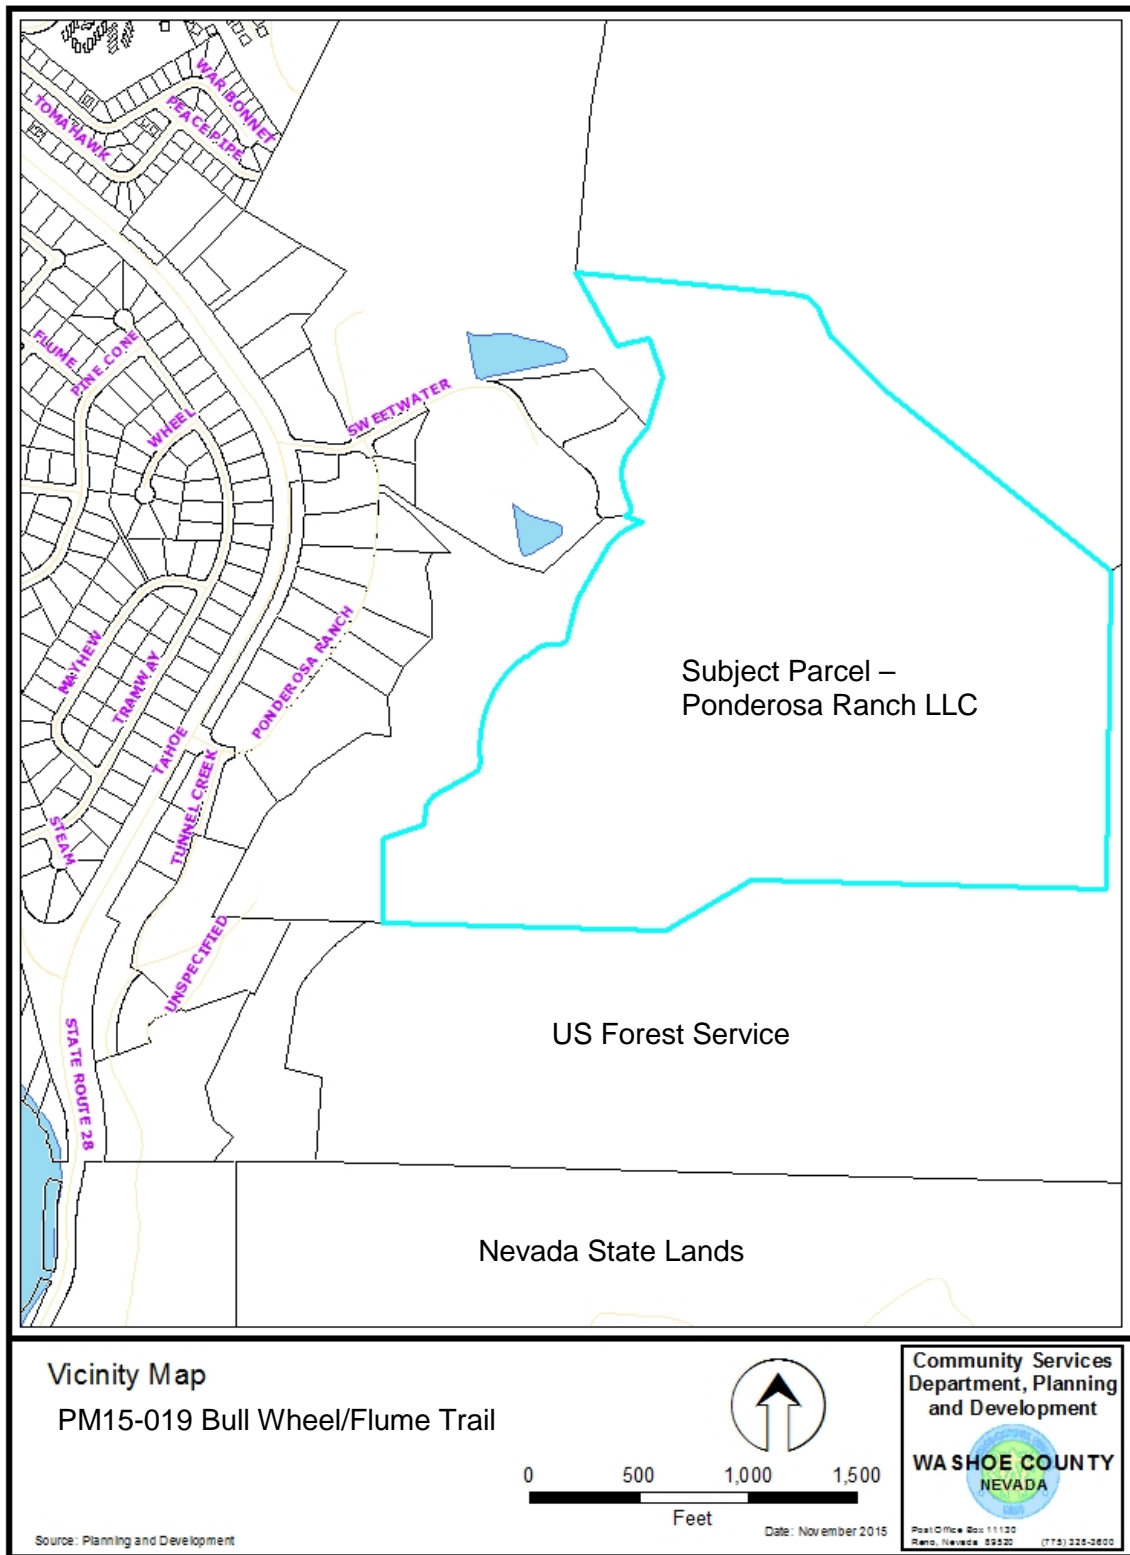 WAR BONNET
PEACE PIPE
TOMAHAWK
FLUME
PINE CONE
WHEEL
SWEETWATER
MAYHEW
TRAMWAY
TAHOE
PONDEROSA RANCH
TUNNEL CREEK
STEAM
UNSPECIFIED
STATE ROUTE 28
Subject Parcel –
Ponderosa Ranch LLC
US Forest Service
Nevada State Lands
Vicinity Map
PM15-019 Bull Wheel/Flume Trail
0 500 1,000 1,500
Feet
Source: Planning and Development
Date: November 2015
Community Services
Department, Planning
and Development
WASHOE COUNTY
NEVADA
Post Office Box 11130
Reno, Nevada 89520 (775) 328-3600